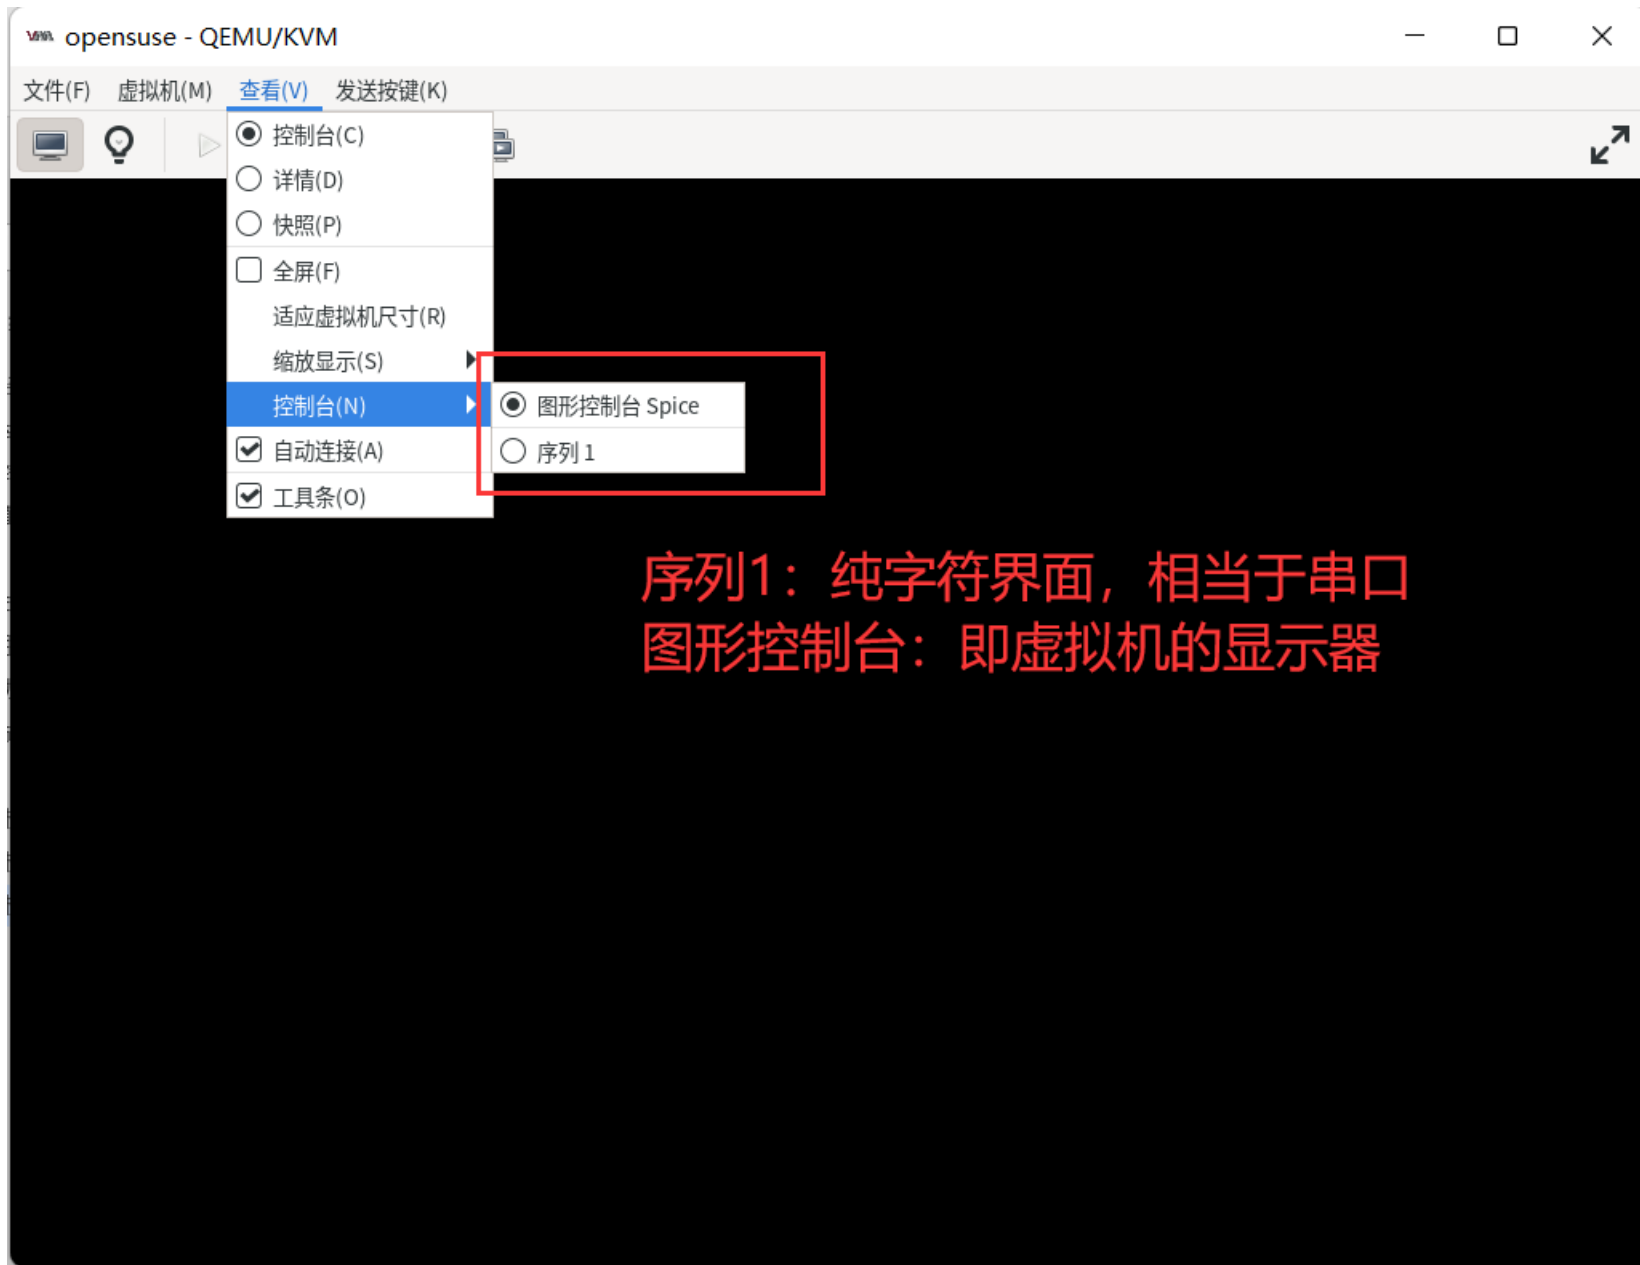 opensuse - QEMU/KVM
文件(F) 虚拟机(M) 查看(V) 发送按键(K)
控制台(C)
详情(D)
快照(P)
全屏(F)
适应虚拟机尺寸(R)
缩放显示(S)
控制台(N)
图形控制台 Spice
自动连接(A)
序列 1
工具条(O)
序列1：纯字符界面，相当于串口
图形控制台：即虚拟机的显示器